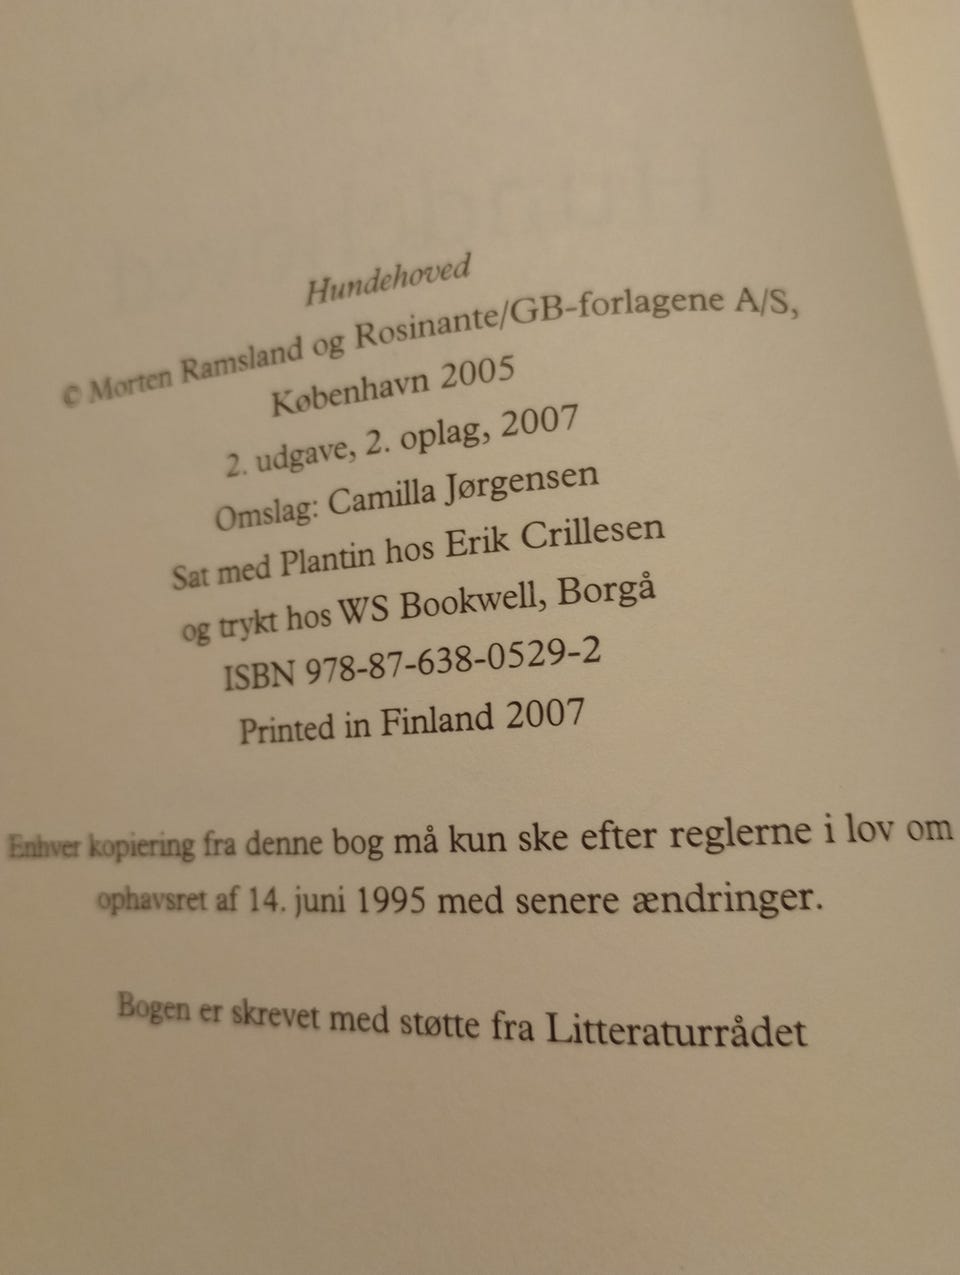 Hundehoved
© Morten Ramsland og Rosinante/GB-forlagene A/S,
København 2005
2. udgave, 2. oplag, 2007
Omslag: Camilla Jørgensen
Sat med Plantin hos Erik Crillesen
og trykt hos WS Bookwell, Borgå
ISBN 978-87-638-0529-2
Printed in Finland 2007
Enhver kopiering fra denne bog må kun ske efter reglerne i lov om
ophavsret af 14. juni 1995 med senere ændringer.
Bogen er skrevet med støtte fra Litteraturrådet